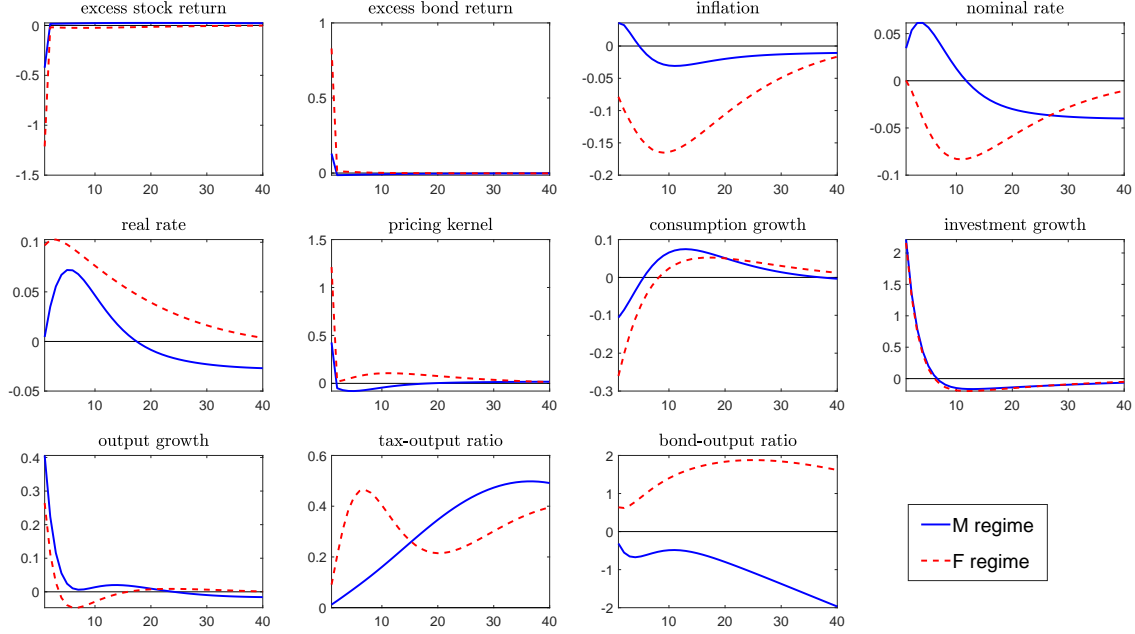 excess stock return
0
-0.5
-1
-1.5
10 20 30 40
excess bond return
1
0.5
0
10 20 30 40
inflation
0
-0.05
-0.1
-0.15
-0.2
10 20 30 40
nominal rate
0.05
0
-0.05
-0.1
10 20 30 40
real rate
0.1
0.05
0
-0.05
10 20 30 40
pricing kernel
1.5
1
0.5
0
10 20 30 40
consumption growth
0.1
0
-0.1
-0.2
-0.3
10 20 30 40
investment growth
2
1.5
1
0.5
0
10 20 30 40
output growth
0.4
0.3
0.2
0.1
0
10 20 30 40
tax-output ratio
0.6
0.4
0.2
0
10 20 30 40
bond-output ratio
2
1
0
-1
-2
10 20 30 40
M regime
F regime